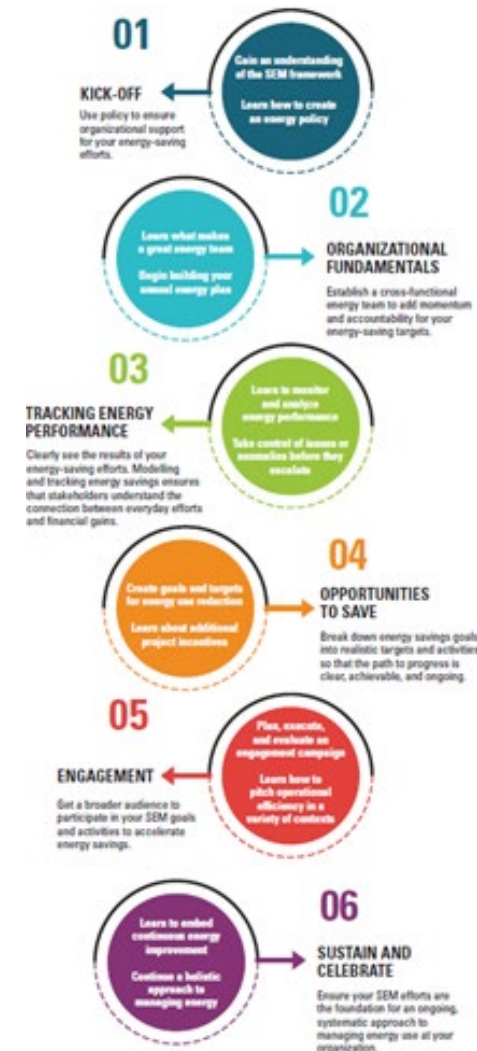 01
Gain an understanding
of the SEM framework
Learn how to create
an energy policy
KICK-OFF
Use policy to ensure
organizational support
for your energy-saving
efforts.
02
Learn what makes
a great energy team
Begin building your
annual energy plan
ORGANIZATIONAL
FUNDAMENTALS
Establish a cross-functional
energy team to add momentum
and accountability for your
energy-saving targets.
03
Learn to monitor
and analyze
energy performance
Take control of issues or
anomalies before they
escalate
TRACKING ENERGY
PERFORMANCE
Clearly see the results of your
energy-saving efforts. Modelling
and tracking energy savings ensures
that stakeholders understand the
connection between everyday efforts
and financial gains.
04
Create goals and targets
for energy use reduction
Learn about additional
project incentives
OPPORTUNITIES
TO SAVE
Break down energy savings goals
into realistic targets and activities
so that the path to progress is
clear, achievable, and ongoing.
05
Plan, execute,
and evaluate an
engagement campaign
Learn how to
pitch operational
efficiency in a
variety of contexts
ENGAGEMENT
Get a broader audience to
participate in your SEM goals
and activities to accelerate
energy savings.
06
Learn to embed
continuous energy
improvement
Continue a holistic
approach to
managing energy
SUSTAIN AND
CELEBRATE
Ensure your SEM efforts are
the foundation for an ongoing,
systematic approach to
managing energy use at your
organization.